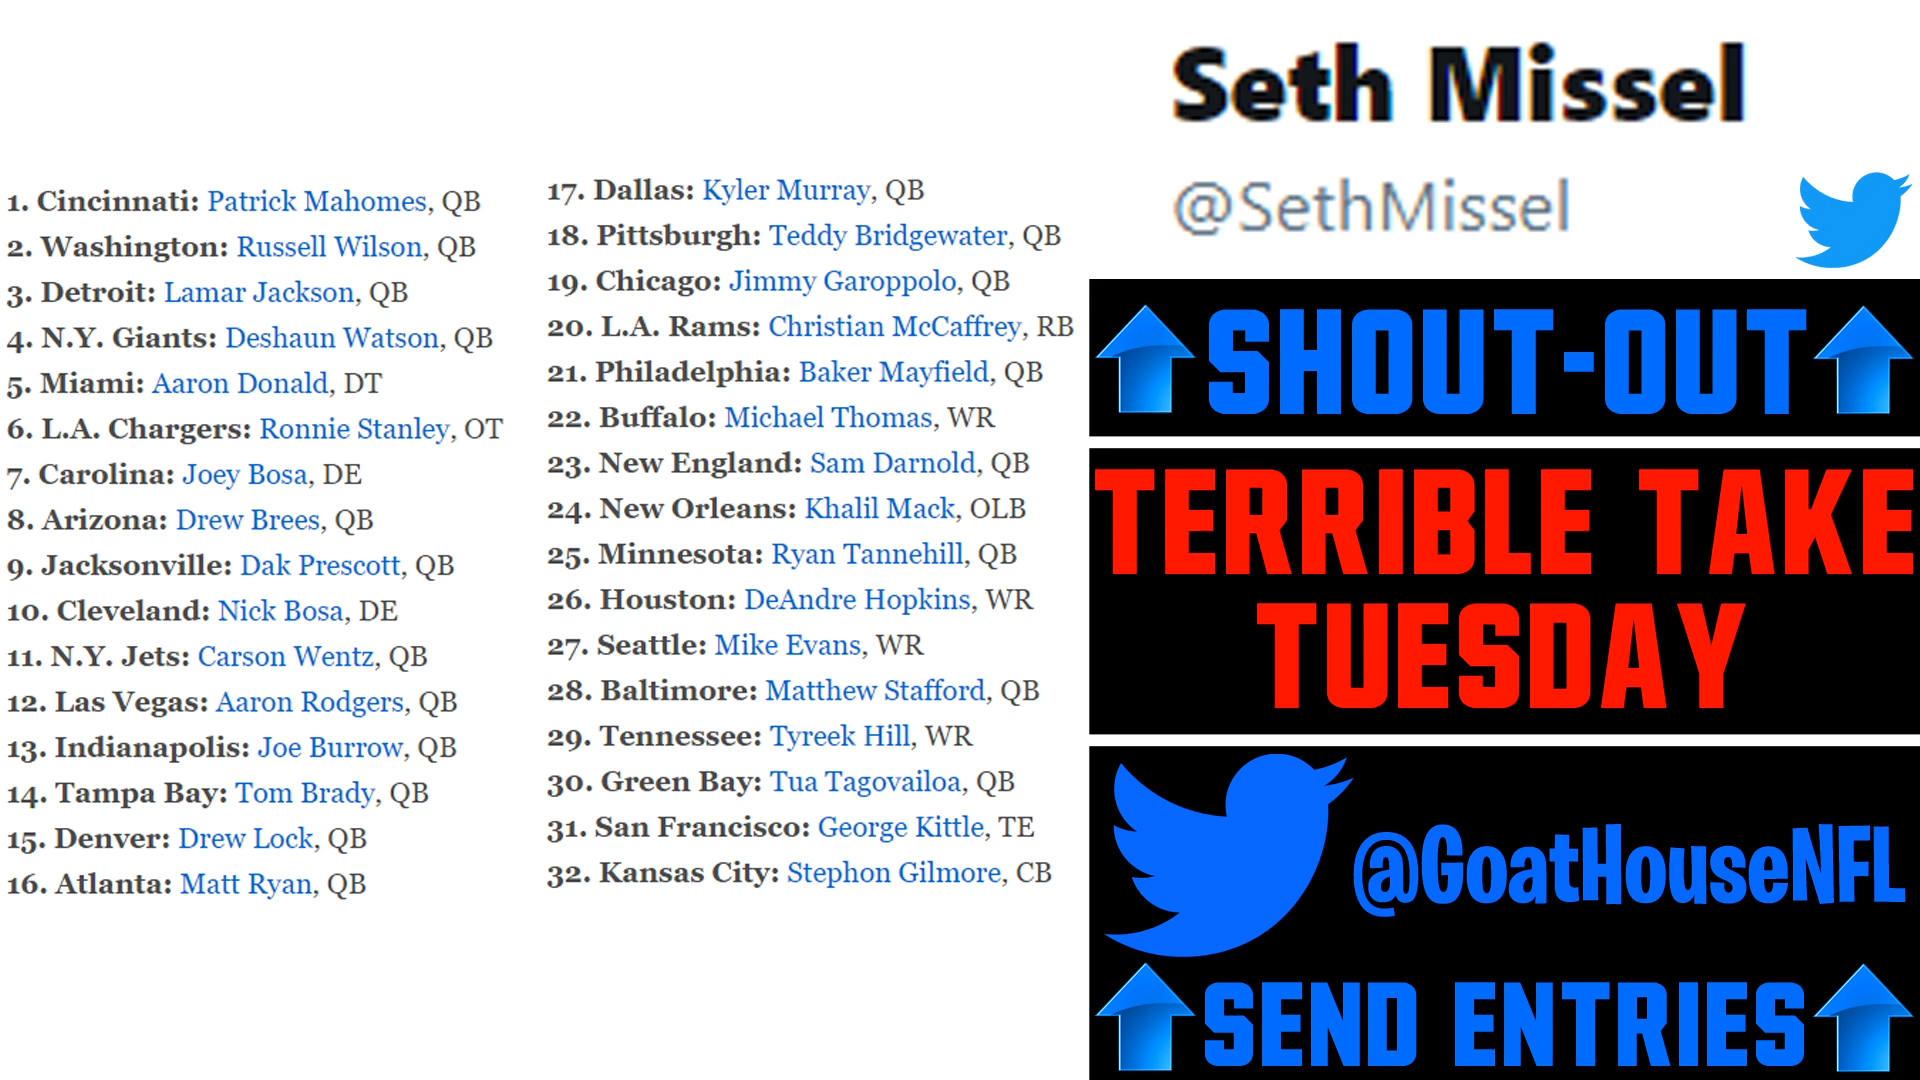 1. Cincinnati: Patrick Mahomes, QB
2. Washington: Russell Wilson, QB
3. Detroit: Lamar Jackson, QB
4. N.Y. Giants: Deshaun Watson, QB
5. Miami: Aaron Donald, DT
6. L.A. Chargers: Ronnie Stanley, OT
7. Carolina: Joey Bosa, DE
8. Arizona: Drew Brees, QB
9. Jacksonville: Dak Prescott, QB
10. Cleveland: Nick Bosa, DE
11. N.Y. Jets: Carson Wentz, QB
12. Las Vegas: Aaron Rodgers, QB
13. Indianapolis: Joe Burrow, QB
14. Tampa Bay: Tom Brady, QB
15. Denver: Drew Lock, QB
16. Atlanta: Matt Ryan, QB
17. Dallas: Kyler Murray, QB
18. Pittsburgh: Teddy Bridgewater, QB
19. Chicago: Jimmy Garoppolo, QB
20. L.A. Rams: Christian McCaffrey, RB
21. Philadelphia: Baker Mayfield, QB
22. Buffalo: Michael Thomas, WR
23. New England: Sam Darnold, QB
24. New Orleans: Khalil Mack, OLB
25. Minnesota: Ryan Tannehill, QB
26. Houston: DeAndre Hopkins, WR
27. Seattle: Mike Evans, WR
28. Baltimore: Matthew Stafford, QB
29. Tennessee: Tyreek Hill, WR
30. Green Bay: Tua Tagovailoa, QB
31. San Francisco: George Kittle, TE
32. Kansas City: Stephon Gilmore, CB
Seth Missel
@SethMissel
SHOUT-OUT
TERRIBLE TAKE
TUESDAY
@GoatHouseNFL
SEND ENTRIES